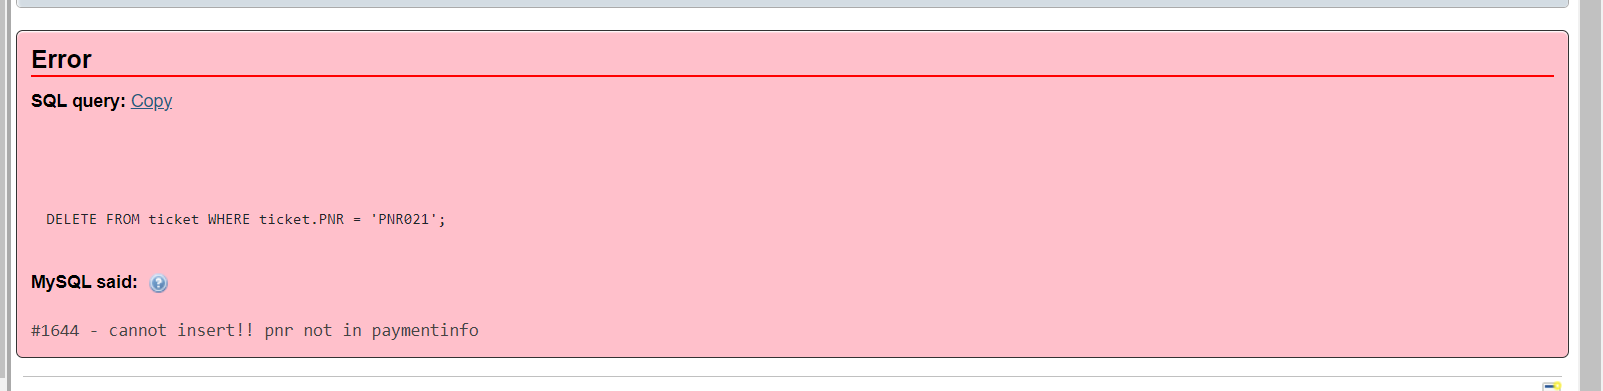 Error
SQL query: Copy
DELETE FROM ticket WHERE ticket.PNR = 'PNR021';
MySQL said:
#1644 - cannot insert!! pnr not in paymentinfo